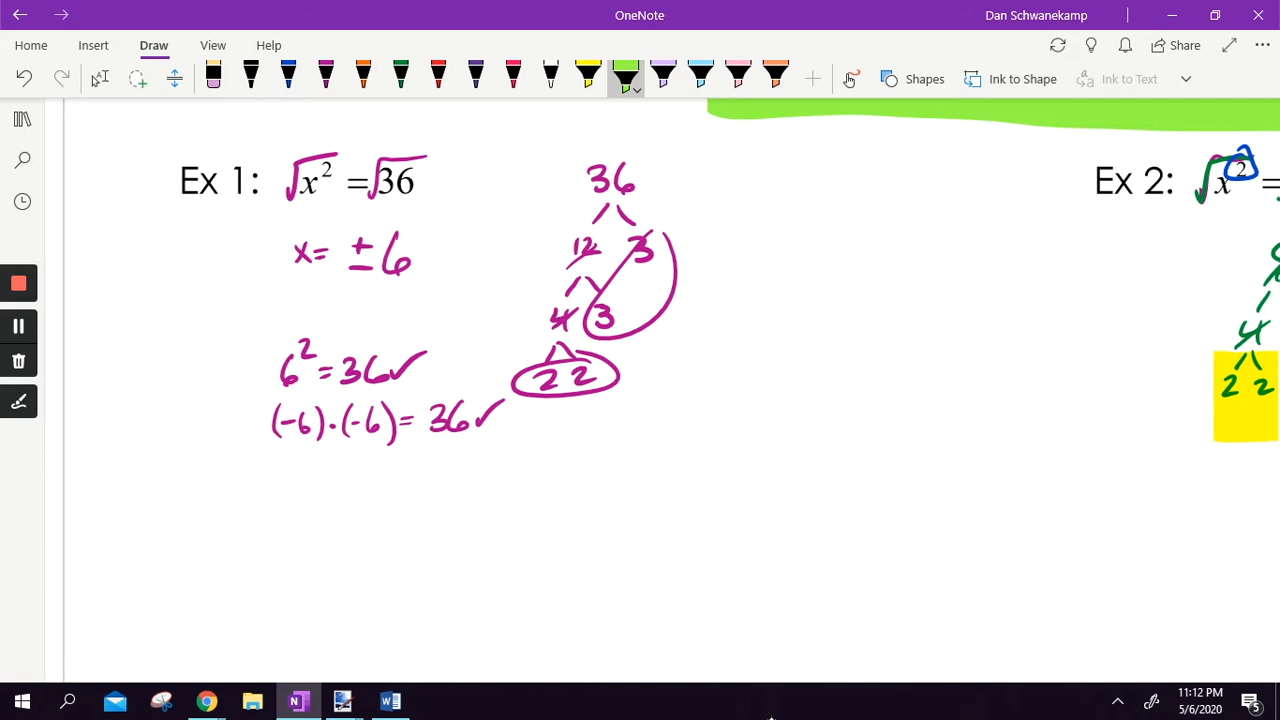 OneNote
Dan Schwanekamp
Home Insert Draw View Help
Share
Shapes Ink to Shape Ink to Text
Ex 1: √x² = √36
x = ±6
6² = 36 ✓
(-6)·(-6) = 36 ✓
36
12 3
4 3
2 2
Ex 2: √x² =
4
2 2
11:12 PM
5/6/2020
5